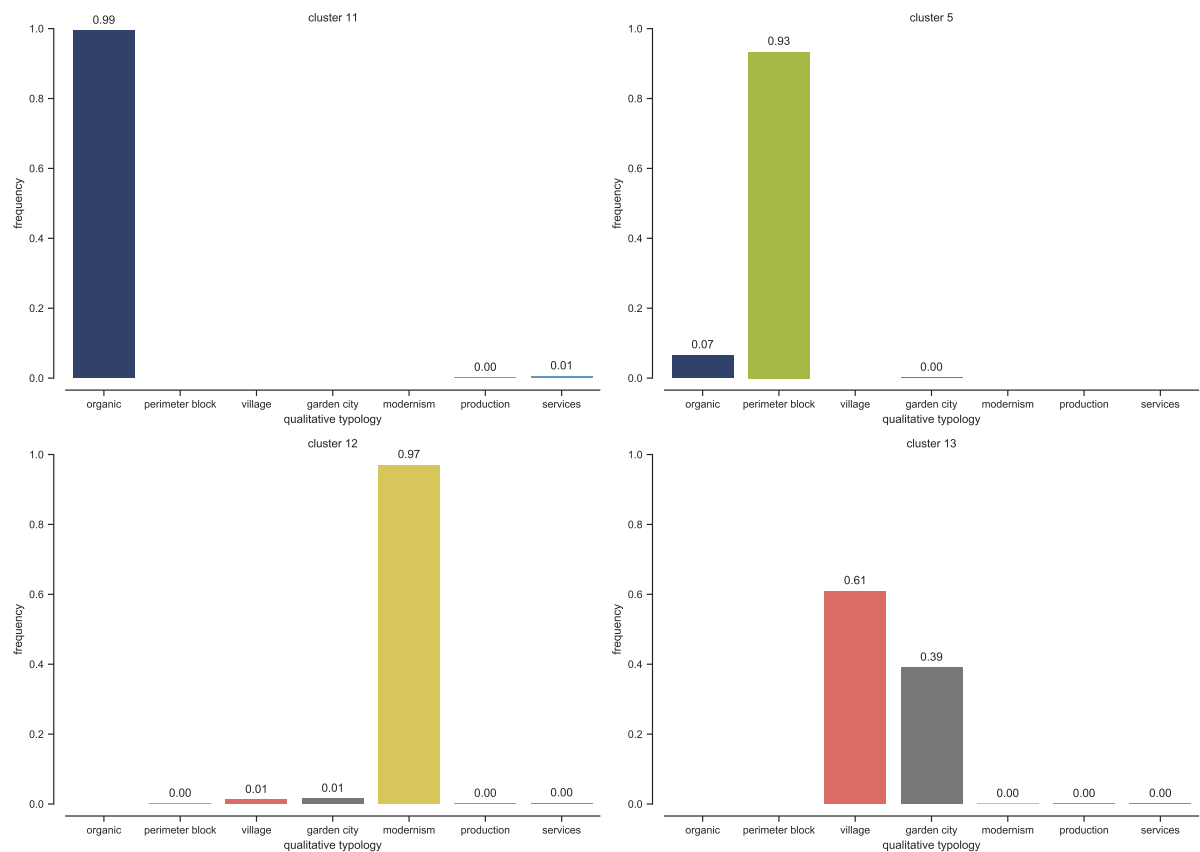 cluster 11
0.99
0.00
0.01
1.0
0.8
0.6
0.4
0.2
0.0
frequency
organic perimeter block village garden city modernism production services
qualitative typology
cluster 5
0.93
0.07
0.00
1.0
0.8
0.6
0.4
0.2
0.0
frequency
organic perimeter block village garden city modernism production services
qualitative typology
cluster 12
0.97
0.00 0.01 0.01 0.00 0.00
1.0
0.8
0.6
0.4
0.2
0.0
frequency
organic perimeter block village garden city modernism production services
qualitative typology
cluster 13
0.61
0.39
0.00 0.00 0.00
1.0
0.8
0.6
0.4
0.2
0.0
frequency
organic perimeter block village garden city modernism production services
qualitative typology